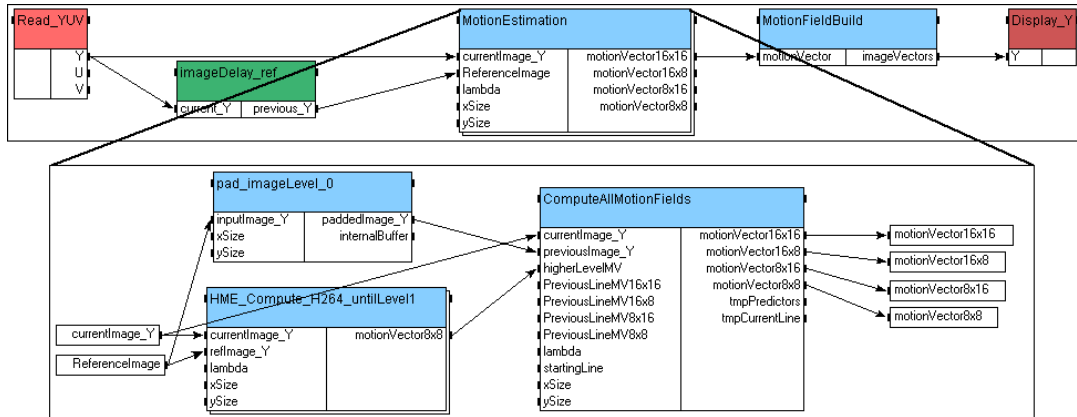 Read_YUV
Y
U
V
imageDelay_ref
current_Y previous_Y
MotionEstimation
currentImage_Y motionVector16x16
ReferenceImage motionVector16x8
lambda motionVector8x16
xSize motionVector8x8
ySize
MotionFieldBuild
motionVector imageVectors
Display_Y
Y
pad_imageLevel_0
inputImage_Y paddedImage_Y
xSize internalBuffer
ySize
HME_Compute_H264_untilLevel1
currentImage_Y motionVector8x8
refImage_Y
lambda
xSize
ySize
currentImage_Y
ReferenceImage
ComputeAllMotionFields
currentImage_Y motionVector16x16
previousImage_Y motionVector16x8
higherLevelMV motionVector8x16
PreviousLineMV16x16 motionVector8x8
PreviousLineMV16x8 tmpPredictors
PreviousLineMV8x16 tmpCurrentLine
PreviousLineMV8x8
lambda
startingLine
xSize
ySize
motionVector16x16
motionVector16x8
motionVector8x16
motionVector8x8